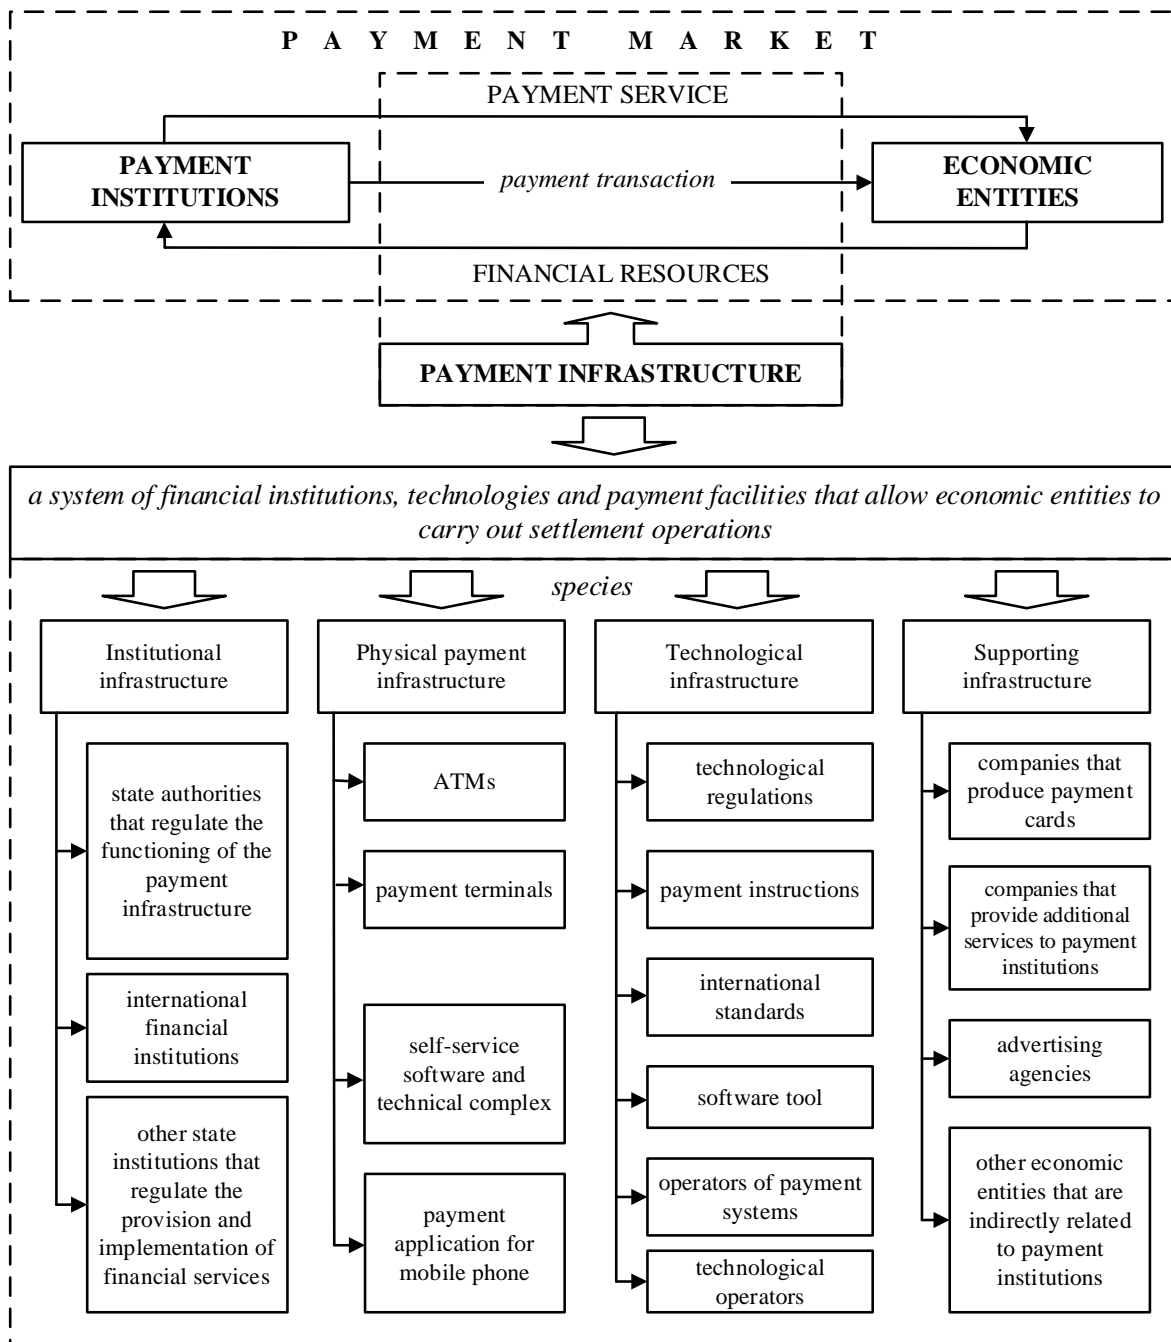 PAYMENT MARKET
PAYMENT SERVICE
PAYMENT
INSTITUTIONS
payment transaction
ECONOMIC
ENTITIES
FINANCIAL RESOURCES
PAYMENT INFRASTRUCTURE
a system of financial institutions, technologies and payment facilities that allow economic entities to
carry out settlement operations
species
Institutional
infrastructure
state authorities
that regulate the
functioning of the
payment
infrastructure
international
financial
institutions
other state
institutions that
regulate the
provision and
implementation of
financial services
Physical payment
infrastructure
ATMs
payment terminals
self-service
software and
technical complex
payment
application for
mobile phone
Technological
infrastructure
technological
regulations
payment instructions
international
standards
software tool
operators of payment
systems
technological
operators
Supporting
infrastructure
companies that
produce payment
cards
companies that
provide additional
services to payment
institutions
advertising
agencies
other economic
entities that are
indirectly related
to payment
institutions